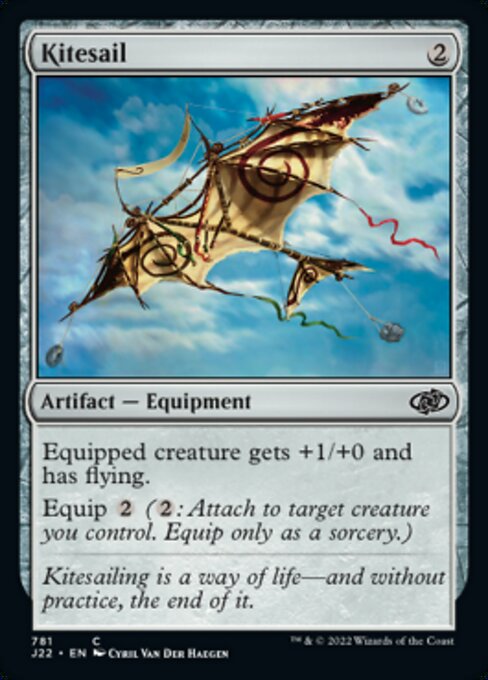 Kitesail 2
Artifact — Equipment
Equipped creature gets +1/+0 and
has flying.
Equip 2 (2: Attach to target creature
you control. Equip only as a sorcery.)
Kitesailing is a way of life—and without
practice, the end of it.
781 C
J22 • EN Cyril Van Der Haegen
™ & © 2022 Wizards of the Coast